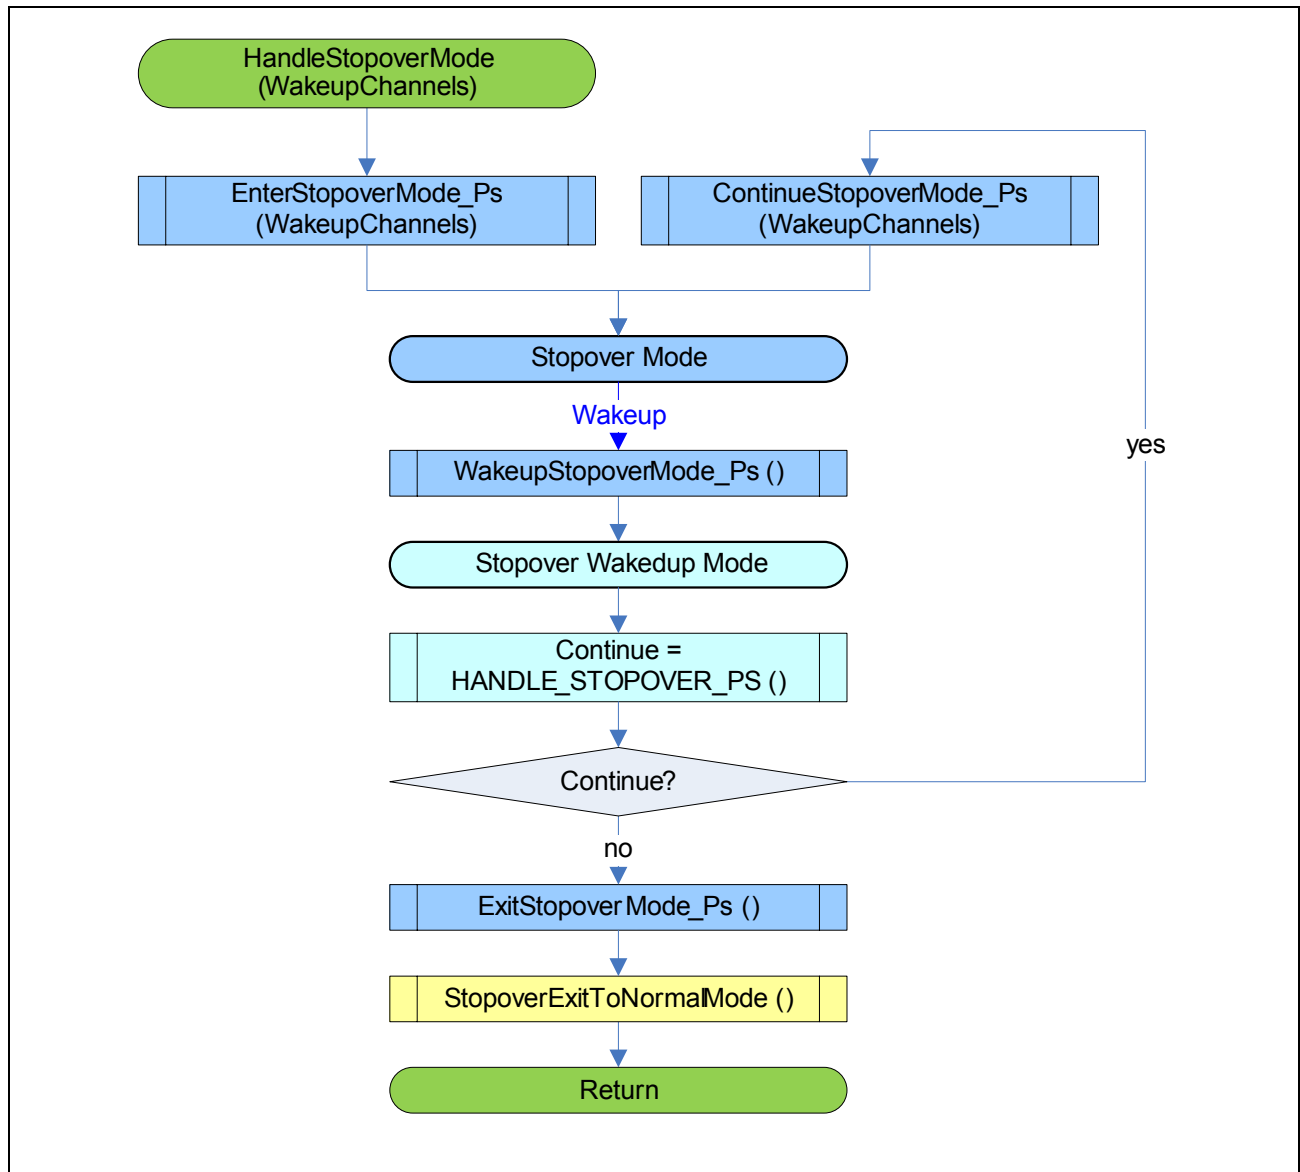 HandleStopoverMode
(WakeupChannels)
EnterStopoverMode_Ps
(WakeupChannels)
ContinueStopoverMode_Ps
(WakeupChannels)
Stopover Mode
Wakeup
yes
WakeupStopoverMode_Ps ()
Stopover Wakedup Mode
Continue =
HANDLE_STOPOVER_PS ()
Continue?
no
ExitStopover Mode_Ps ()
StopoverExitToNormalMode ()
Return